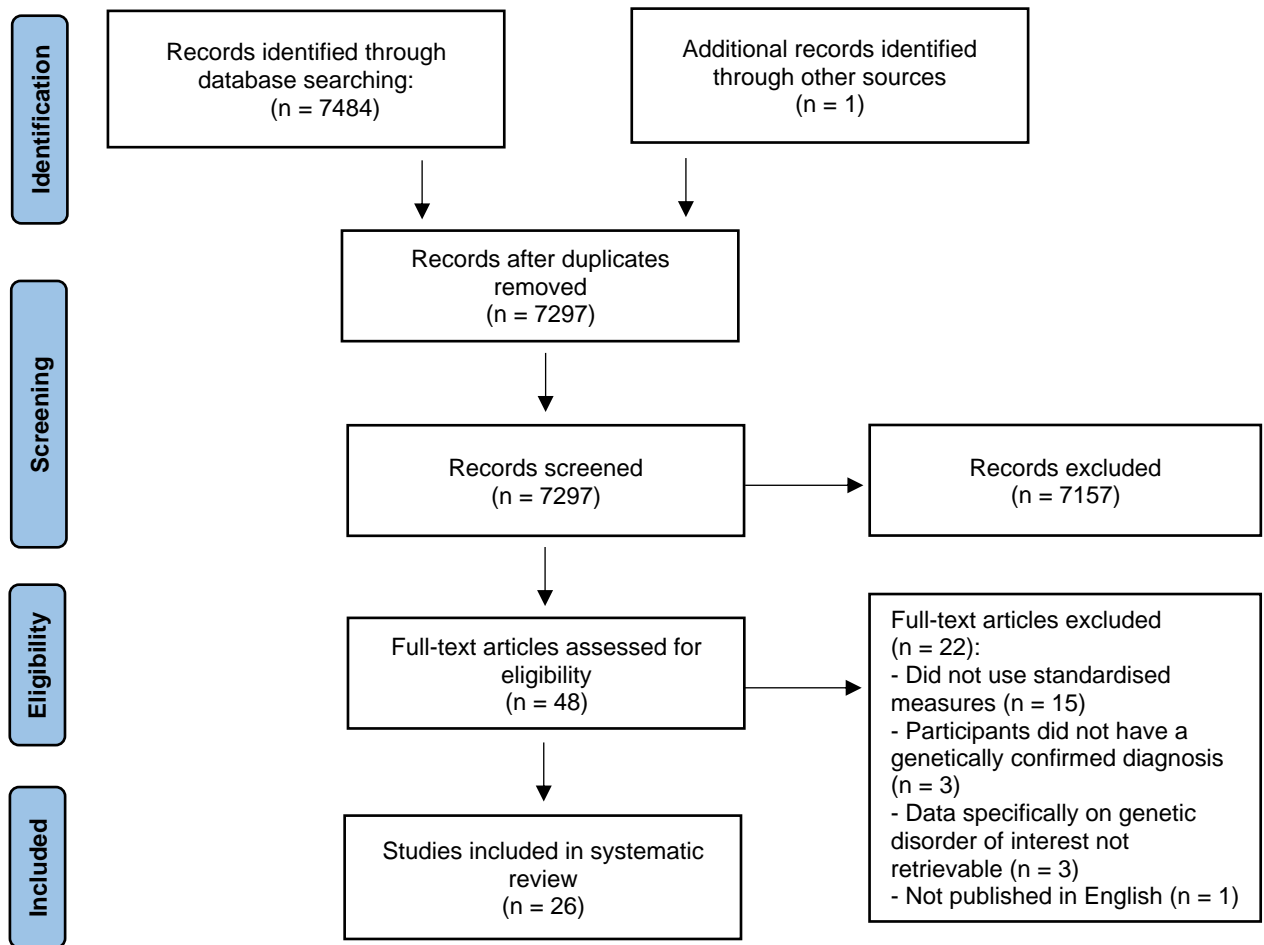 Identification
Records identified through
database searching:
(n = 7484)
Additional records identified
through other sources
(n = 1)
Records after duplicates
removed
(n = 7297)
Screening
Records screened
(n = 7297)
Records excluded
(n = 7157)
Eligibility
Full-text articles assessed for
eligibility
(n = 48)
Full-text articles excluded
(n = 22):
- Did not use standardised
measures (n = 15)
- Participants did not have a
genetically confirmed diagnosis
(n = 3)
- Data specifically on genetic
disorder of interest not
retrievable (n = 3)
- Not published in English (n = 1)
Included
Studies included in systematic
review
(n = 26)